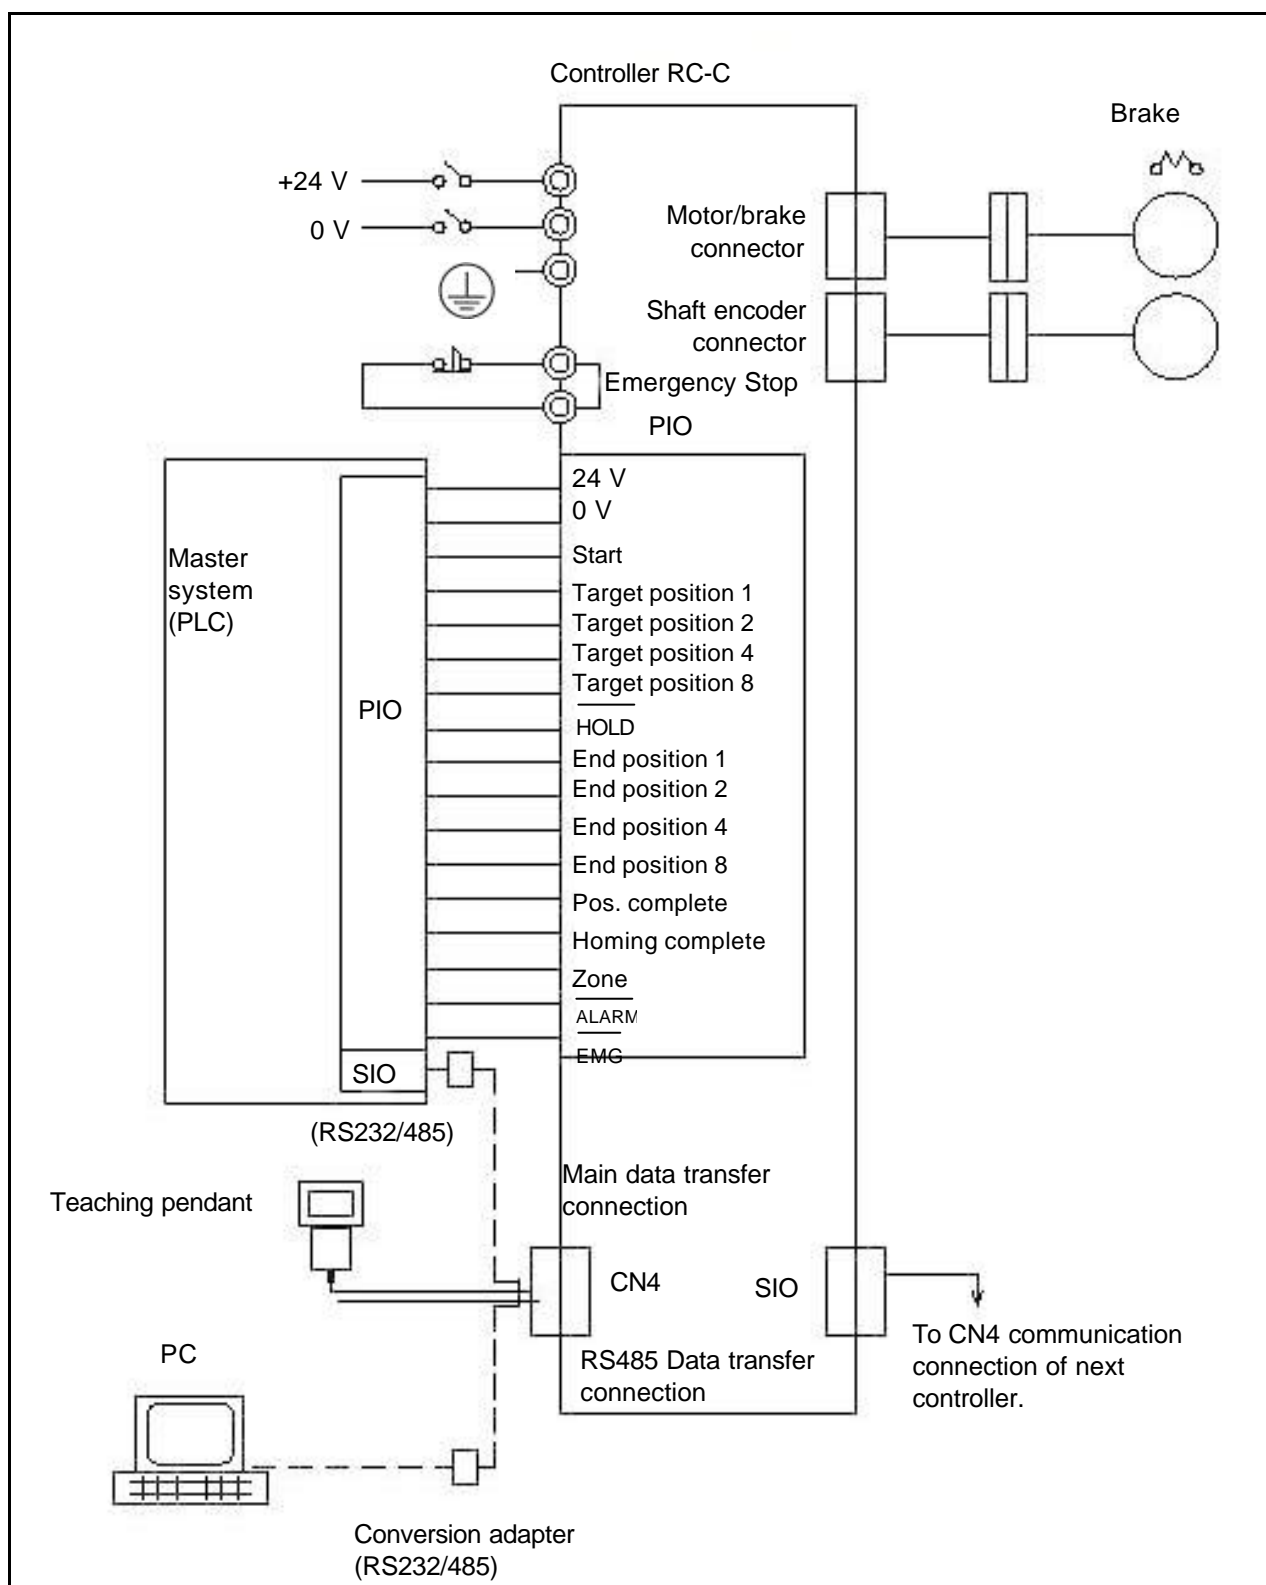 Controller RC-C
Brake
+24 V
0 V
Motor/brake
connector
Shaft encoder
connector
Emergency Stop
PIO
24 V
0 V
Start
Target position 1
Target position 2
Target position 4
Target position 8
HOLD
End position 1
End position 2
End position 4
End position 8
Pos. complete
Homing complete
Zone
ALARM
EMG
Master
system
(PLC)
PIO
SIO
(RS232/485)
Teaching pendant
Main data transfer
connection
CN4
SIO
RS485 Data transfer
connection
To CN4 communication
connection of next
controller.
PC
Conversion adapter
(RS232/485)